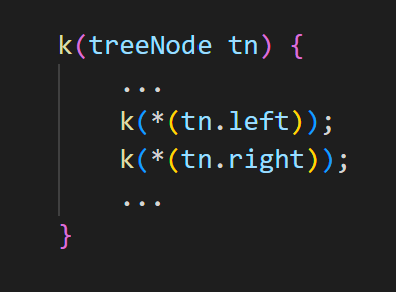 k(treeNode tn) {
...
k(*(tn.left));
k(*(tn.right));
...
}